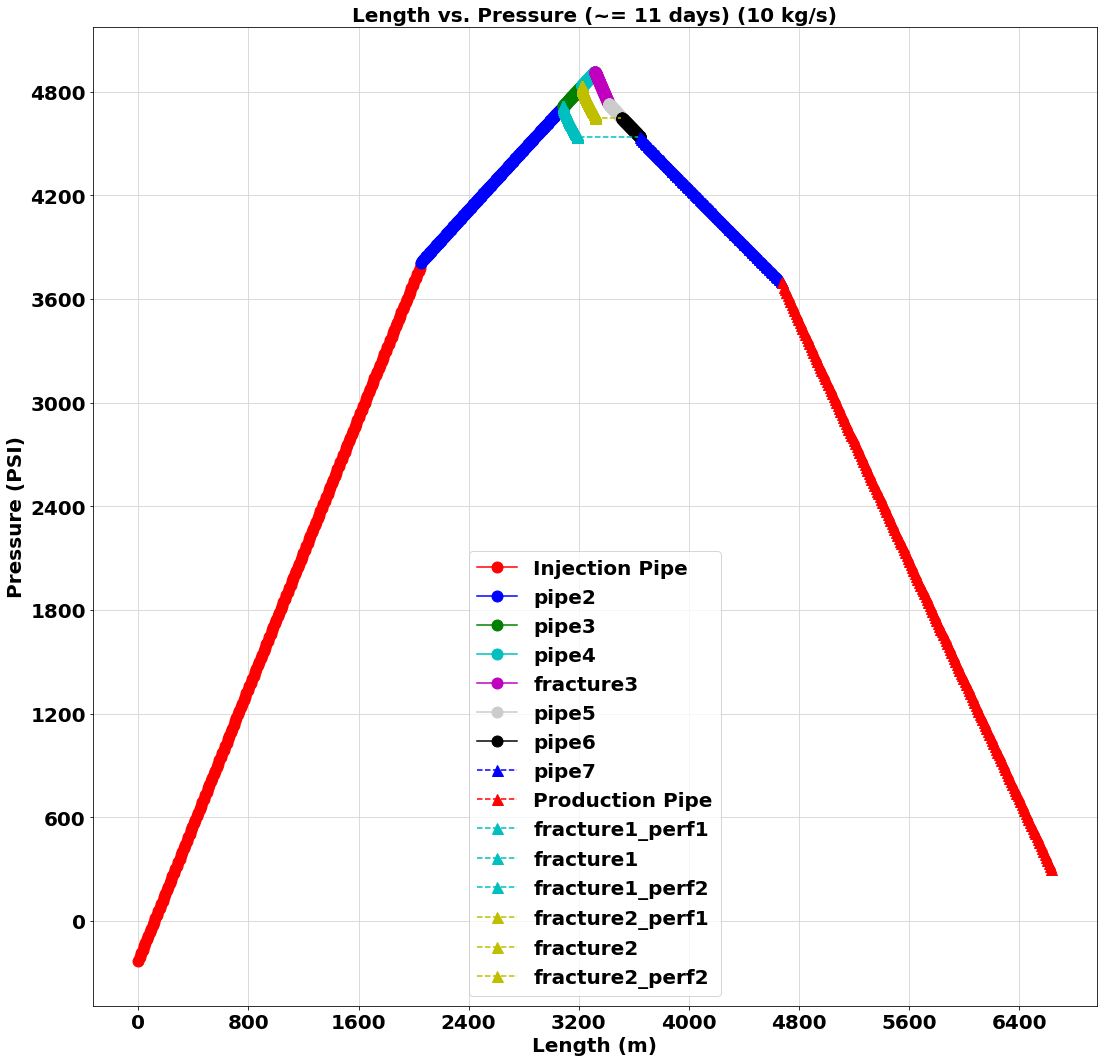 Length vs. Pressure (~= 11 days) (10 kg/s)
Pressure (PSI)
4800
4200
3600
3000
2400
1800
1200
600
0
Injection Pipe
pipe2
pipe3
pipe4
fracture3
pipe5
pipe6
pipe7
Production Pipe
fracture1_perf1
fracture1
fracture1_perf2
fracture2_perf1
fracture2
fracture2_perf2
0 800 1600 2400 3200 4000 4800 5600 6400
Length (m)